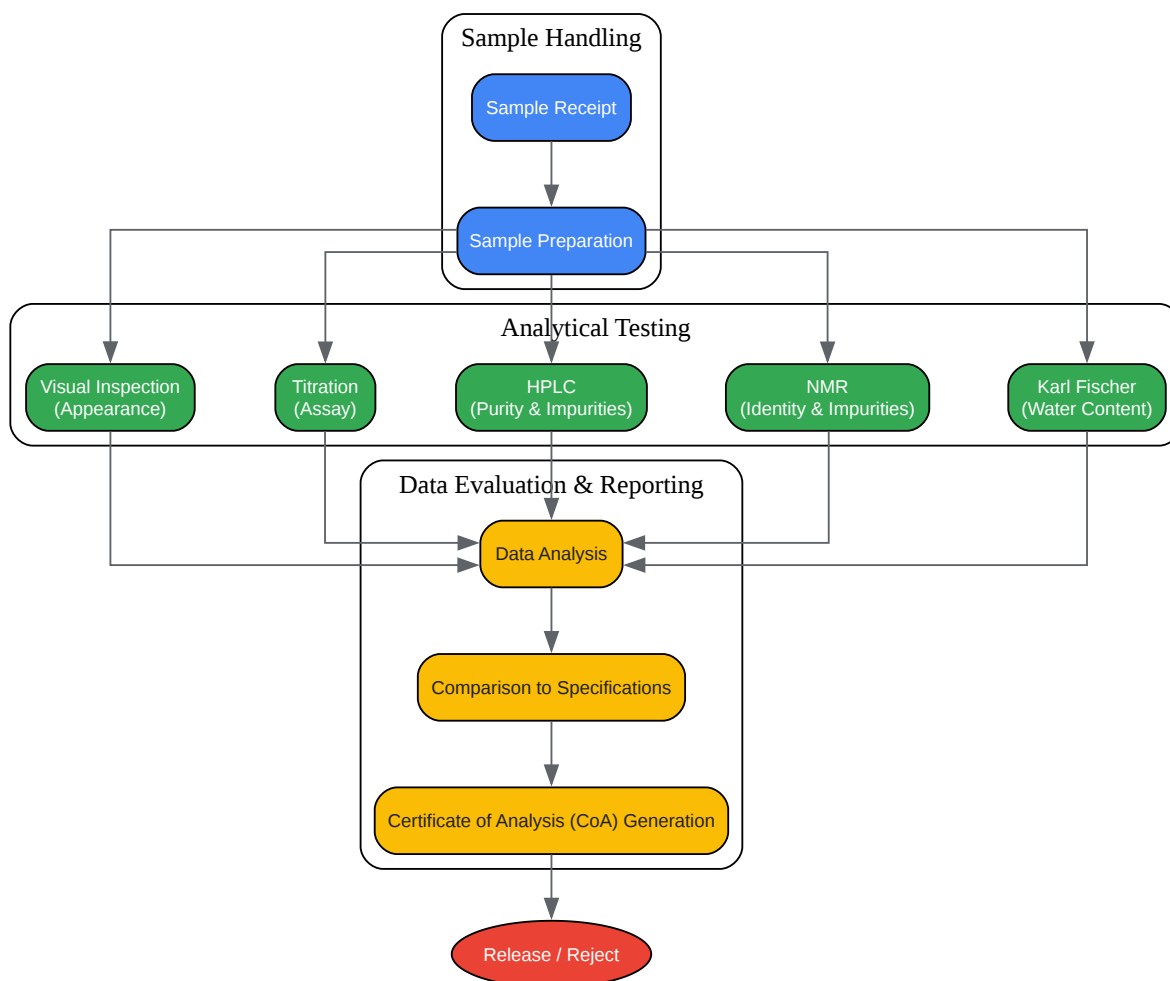 Sample Handling
Sample Receipt
Sample Preparation
Analytical Testing
Visual Inspection
(Appearance)
Titration
(Assay)
HPLC
(Purity & Impurities)
NMR
(Identity & Impurities)
Karl Fischer
(Water Content)
Data Evaluation & Reporting
Data Analysis
Comparison to Specifications
Certificate of Analysis (CoA) Generation
Release / Reject